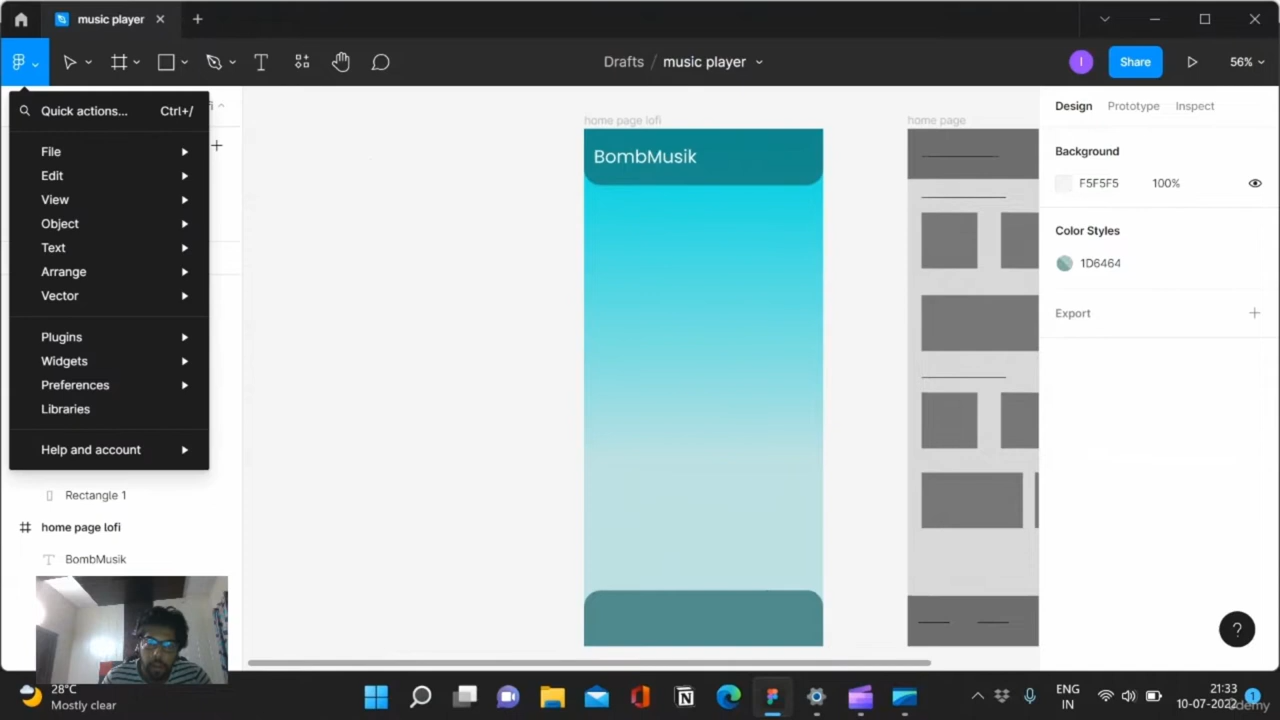 music player
Drafts / music player
I
Share
56%
Quick actions... Ctrl+/
File
Edit
View
Object
Text
Arrange
Vector
Plugins
Widgets
Preferences
Libraries
Help and account
Rectangle 1
home page lofi
BombMusik
home page lofi
BombMusik
home page
Design Prototype Inspect
Background
F5F5F5 100%
Color Styles
1D6464
Export
?
28°C
Mostly clear
ENG
IN
21:33
10-07-2022
1
Udemy